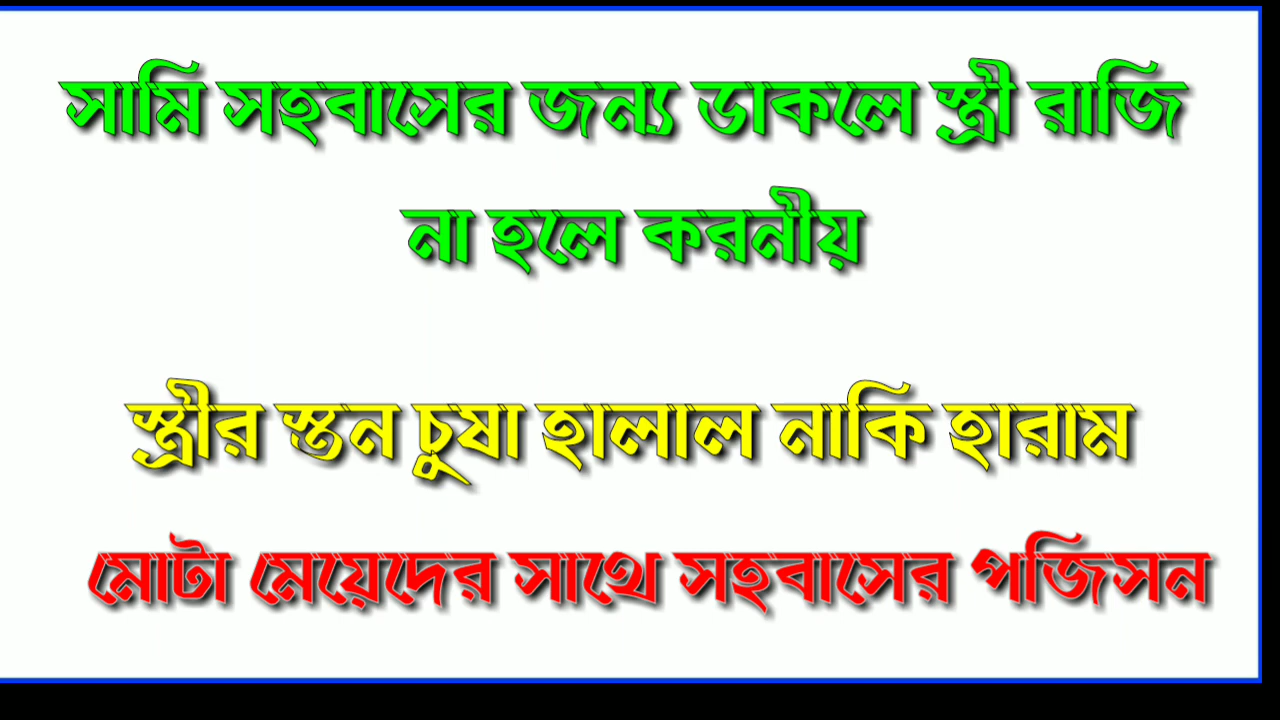 সামি সহবাসের জন্য ডাকলে স্ত্রী রাজি
না হলে করনীয়
স্ত্রীর স্তন চুষা হালাল নাকি হারাম
মোটা মেয়েদের সাথে সহবাসের পজিসন